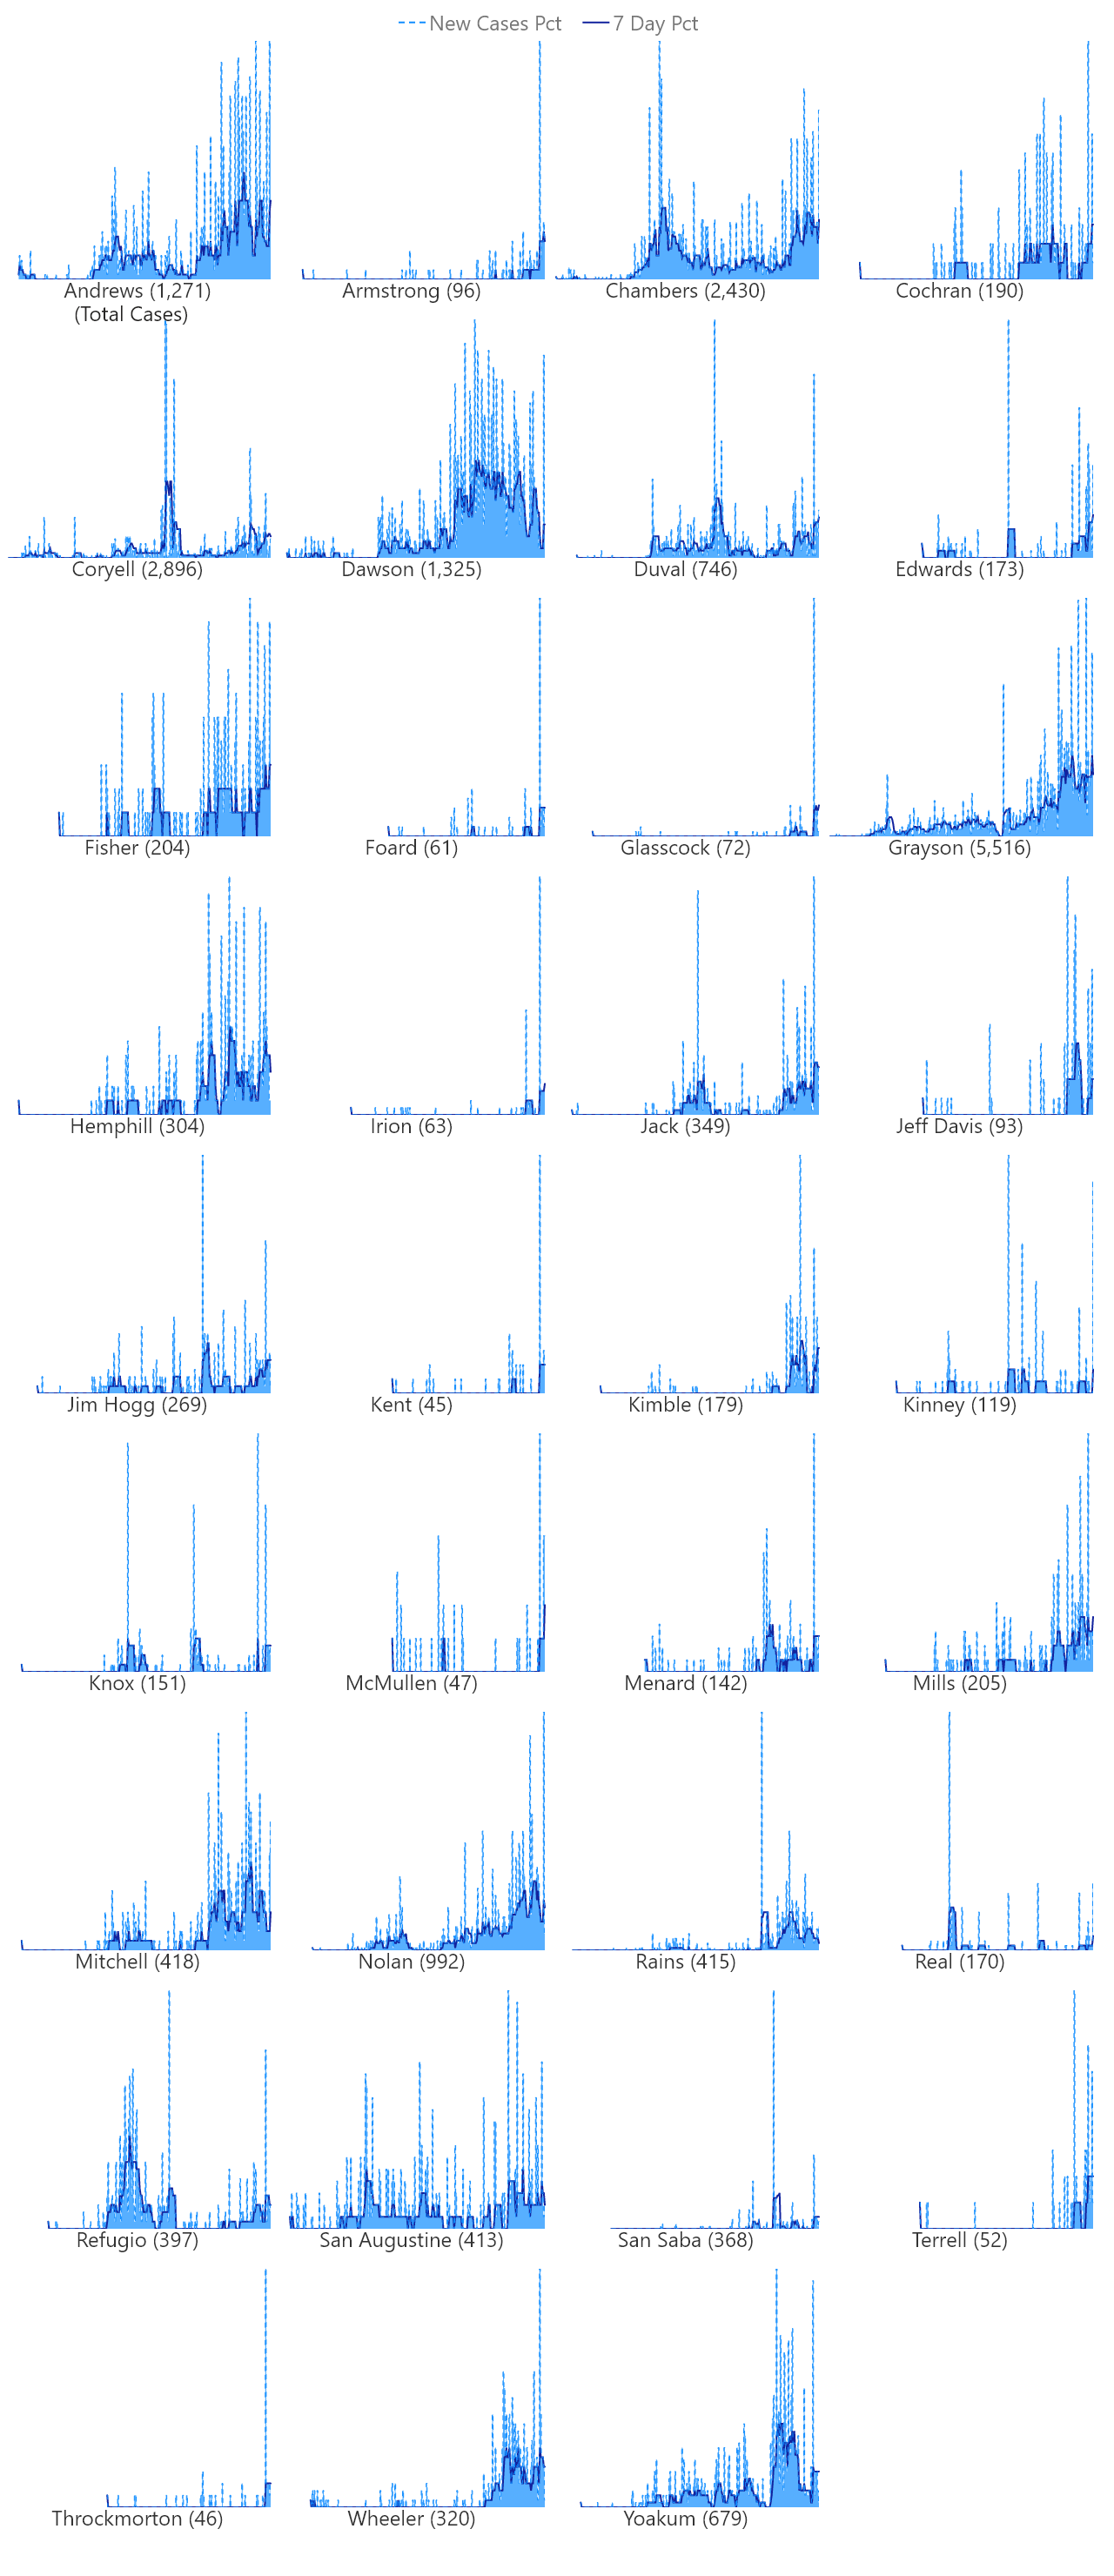 New Cases Pct 7 Day Pct
Andrews (1,271) Armstrong (96) Chambers (2,430) Cochran (190)
(Total Cases)
Coryell (2,896) Dawson (1,325) Duval (746) Edwards (173)
Fisher (204) Foard (61) Glasscock (72) Grayson (5,516)
Hemphill (304) Irion (63) Jack (349) Jeff Davis (93)
Jim Hogg (269) Kent (45) Kimble (179) Kinney (119)
Knox (151) McMullen (47) Menard (142) Mills (205)
Mitchell (418) Nolan (992) Rains (415) Real (170)
Refugio (397) San Augustine (413) San Saba (368) Terrell (52)
Throckmorton (46) Wheeler (320) Yoakum (679)